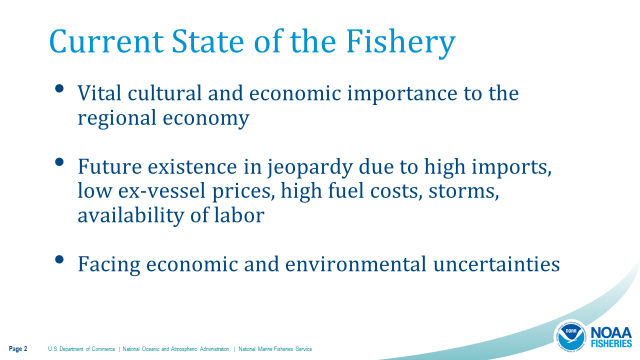 Current State of the Fishery
• Vital cultural and economic importance to the
regional economy
• Future existence in jeopardy due to high imports,
low ex-vessel prices, high fuel costs, storms,
availability of labor
• Facing economic and environmental uncertainties
NOAA
NOAA
FISHERIES
Page 2
U.S. Department of Commerce | National Oceanic and Atmospheric Administration | National Marine Fisheries Service